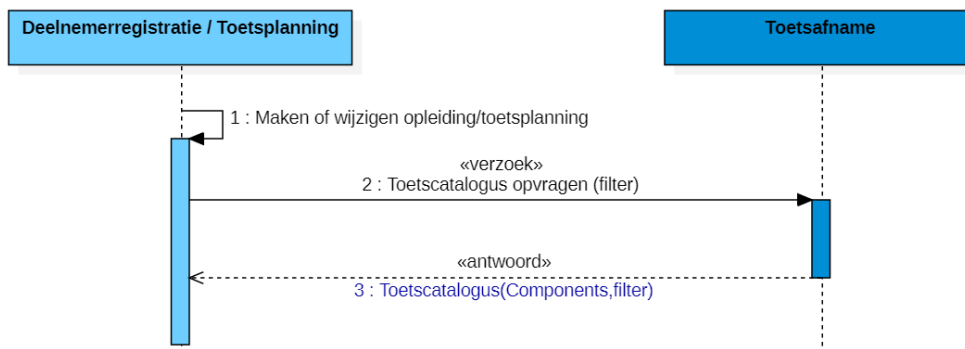 Deelnemerregistratie / Toetsplanning
Toetsafname
1 : Maken of wijzigen opleiding/toetsplanning
«verzoek»
2 : Toetscatalogus opvragen (filter)
«antwoord»
3 : Toetscatalogus(Components,filter)